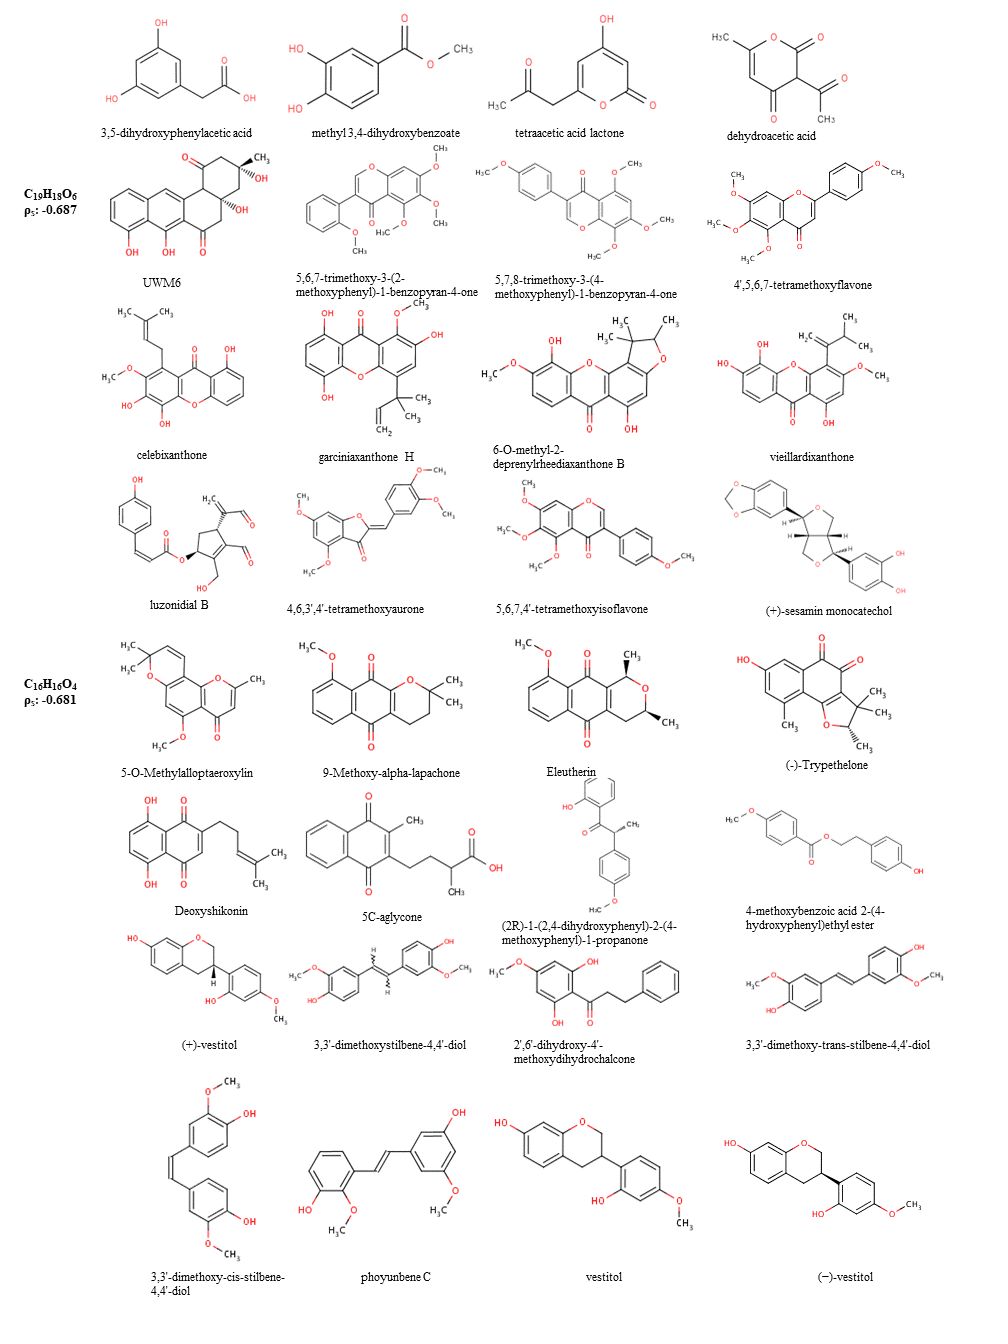 3,5-dihydroxyphenylacetic acid
methyl 3,4-dihydroxybenzoate
tetraacetic acid lactone
dehydroacetic acid
C₁₉H₁₈O₆
ρₛ: -0.687
UWM6
5,6,7-trimethoxy-3-(2-
methoxyphenyl)-1-benzopyran-4-one
5,7,8-trimethoxy-3-(4-
methoxyphenyl)-1-benzopyran-4-one
4',5,6,7-tetramethoxyflavone
celebixanthone
garciniaxanthone H
6-O-methyl-2-
deprenylrheediaxanthone B
vieillardixanthone
luzonidial B
4,6,3',4'-tetramethoxyaurone
5,6,7,4'-tetramethoxyisoflavone
(+)-sesamin monocatechol
C₁₆H₁₆O₄
ρₛ: -0.681
5-O-Methylalloptaeroxylin
9-Methoxy-alpha-lapachone
Eleutherin
(-)-Trypethelone
Deoxyshikonin
5C-aglycone
(2R)-1-(2,4-dihydroxyphenyl)-2-(4-
methoxyphenyl)-1-propanone
4-methoxybenzoic acid 2-(4-
hydroxyphenyl)ethyl ester
(+)-vestitol
3,3'-dimethoxystilbene-4,4'-diol
2',6'-dihydroxy-4'-
methoxydihydrochalcone
3,3'-dimethoxy-trans-stilbene-4,4'-diol
3,3'-dimethoxy-cis-stilbene-
4,4'-diol
phoyunbene C
vestitol
(−)-vestitol